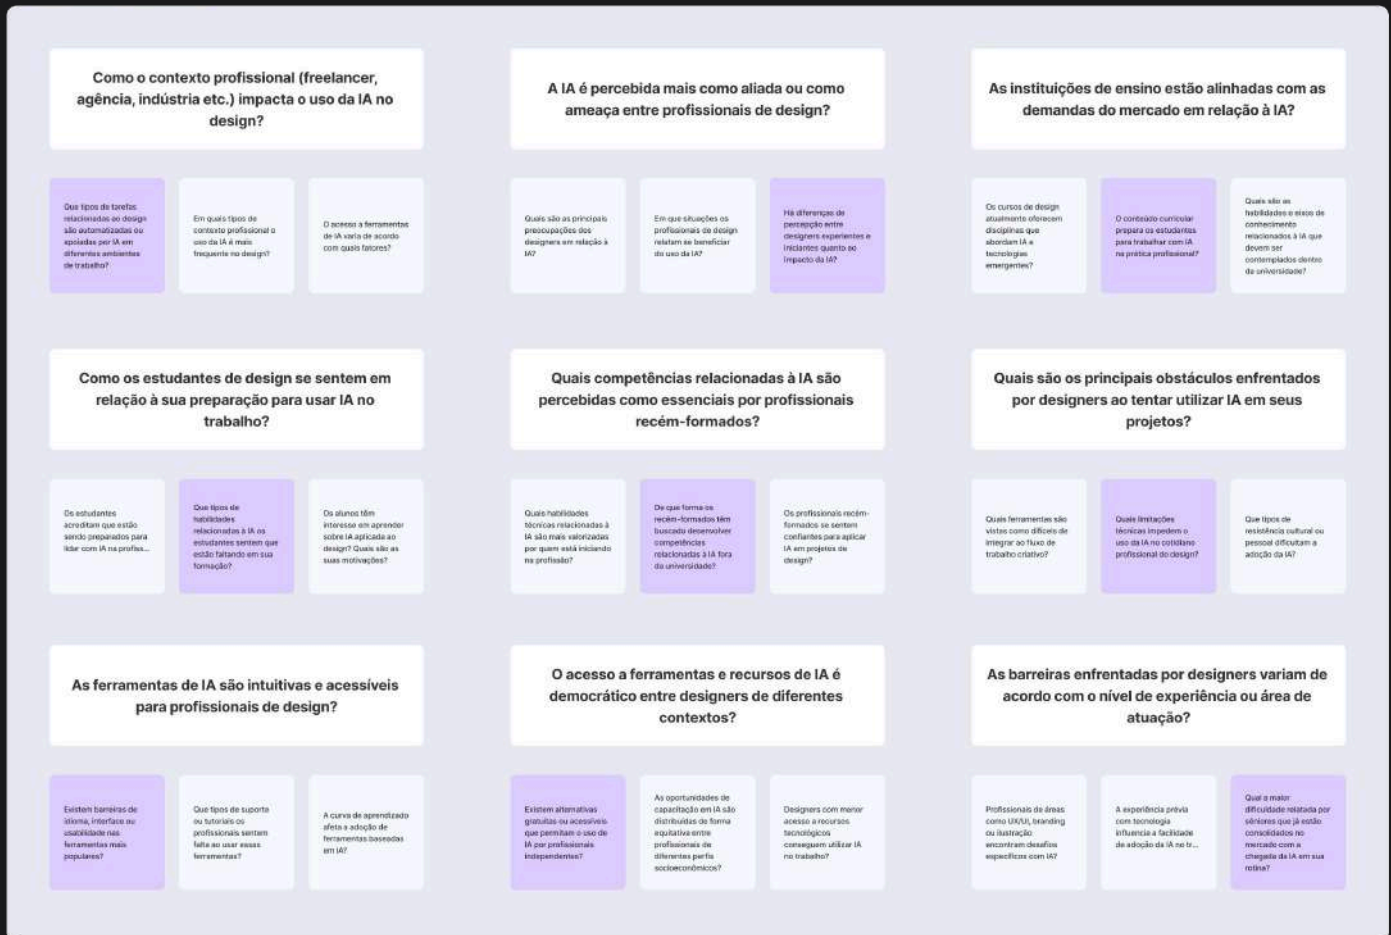 Como o contexto profissional (freelancer,
agência, indústria etc.) impacta o uso da IA no
design?
A IA é percebida mais como aliada ou como
ameaça entre profissionais de design?
As instituições de ensino estão alinhadas com as
demandas do mercado em relação à IA?
Que tipos de tarefas
relacionadas ao design
são automatizadas ou
apoiadas por IA em
diferentes ambientes
de trabalho?
Em quais tipos de
contexto profissional o
uso da IA é mais
frequente no design?
O acesso a ferramentas
de IA varia de acordo
com quais fatores?
Quais são as principais
preocupações dos
designers em relação à
IA?
Em que situações os
profissionais de design
relatam se beneficiar
do uso da IA?
Há diferenças de
percepção entre
designers experientes e
iniciantes quanto ao
impacto da IA?
Os cursos de design
atualmente oferecem
disciplinas que
abordam IA e
tecnologias
emergentes?
O conteúdo curricular
prepara os estudantes
para trabalhar com IA
na prática profissional?
Quais são as
habilidades e eixos de
conhecimento
relacionados à IA que
devem ser
contemplados dentro
da universidade?
Como os estudantes de design se sentem em
relação à sua preparação para usar IA no
trabalho?
Quais competências relacionadas à IA são
percebidas como essenciais por profissionais
recém-formados?
Quais são os principais obstáculos enfrentados
por designers ao tentar utilizar IA em seus
projetos?
Os estudantes
acreditam que estão
sendo preparados para
lidar com IA na profiss...
Que tipos de
habilidades
relacionadas à IA os
estudantes sentem que
estão faltando em sua
formação?
Os alunos têm
interesse em aprender
sobre IA aplicada ao
design? Quais são as
suas motivações?
Quais habilidades
técnicas relacionadas à
IA são mais valorizadas
por quem está iniciando
na profissão?
De que forma os
recém-formados têm
buscado desenvolver
competências
relacionadas à IA fora
da universidade?
Os profissionais recém-
formados se sentem
confiantes para aplicar
IA em projetos de
design?
Quais ferramentas são
vistas como difíceis de
integrar ao fluxo de
trabalho criativo?
Quais limitações
técnicas impedem o
uso da IA no cotidiano
profissional do design?
Que tipos de
resistência cultural ou
pessoal dificultam a
adoção da IA?
As ferramentas de IA são intuitivas e acessíveis
para profissionais de design?
O acesso a ferramentas e recursos de IA é
democrático entre designers de diferentes
contextos?
As barreiras enfrentadas por designers variam de
acordo com o nível de experiência ou área de
atuação?
Existem barreiras de
idioma, interface ou
usabilidade nas
ferramentas mais
populares?
Que tipos de suporte
ou tutoriais os
profissionais sentem
falta ao usar essas
ferramentas?
A curva de aprendizado
afeta a adoção de
ferramentas baseadas
em IA?
Existem alternativas
gratuitas ou acessíveis
que permitam o uso de
IA por profissionais
independentes?
As oportunidades de
capacitação em IA são
distribuídas de forma
equitativa entre
profissionais de
diferentes perfis
socioeconômicos?
Designers com menor
acesso a recursos
tecnológicos
conseguem utilizar IA
no trabalho?
Profissionais de áreas
como UX/UI, branding
ou ilustração
encontram desafios
específicos com IA?
A experiência prévia
com tecnologia
influencia a facilidade
de adoção da IA no tr...
Qual a maior
dificuldade relatada por
sêniores que já estão
consolidados no
mercado com a
chegada da IA em sua
rotina?